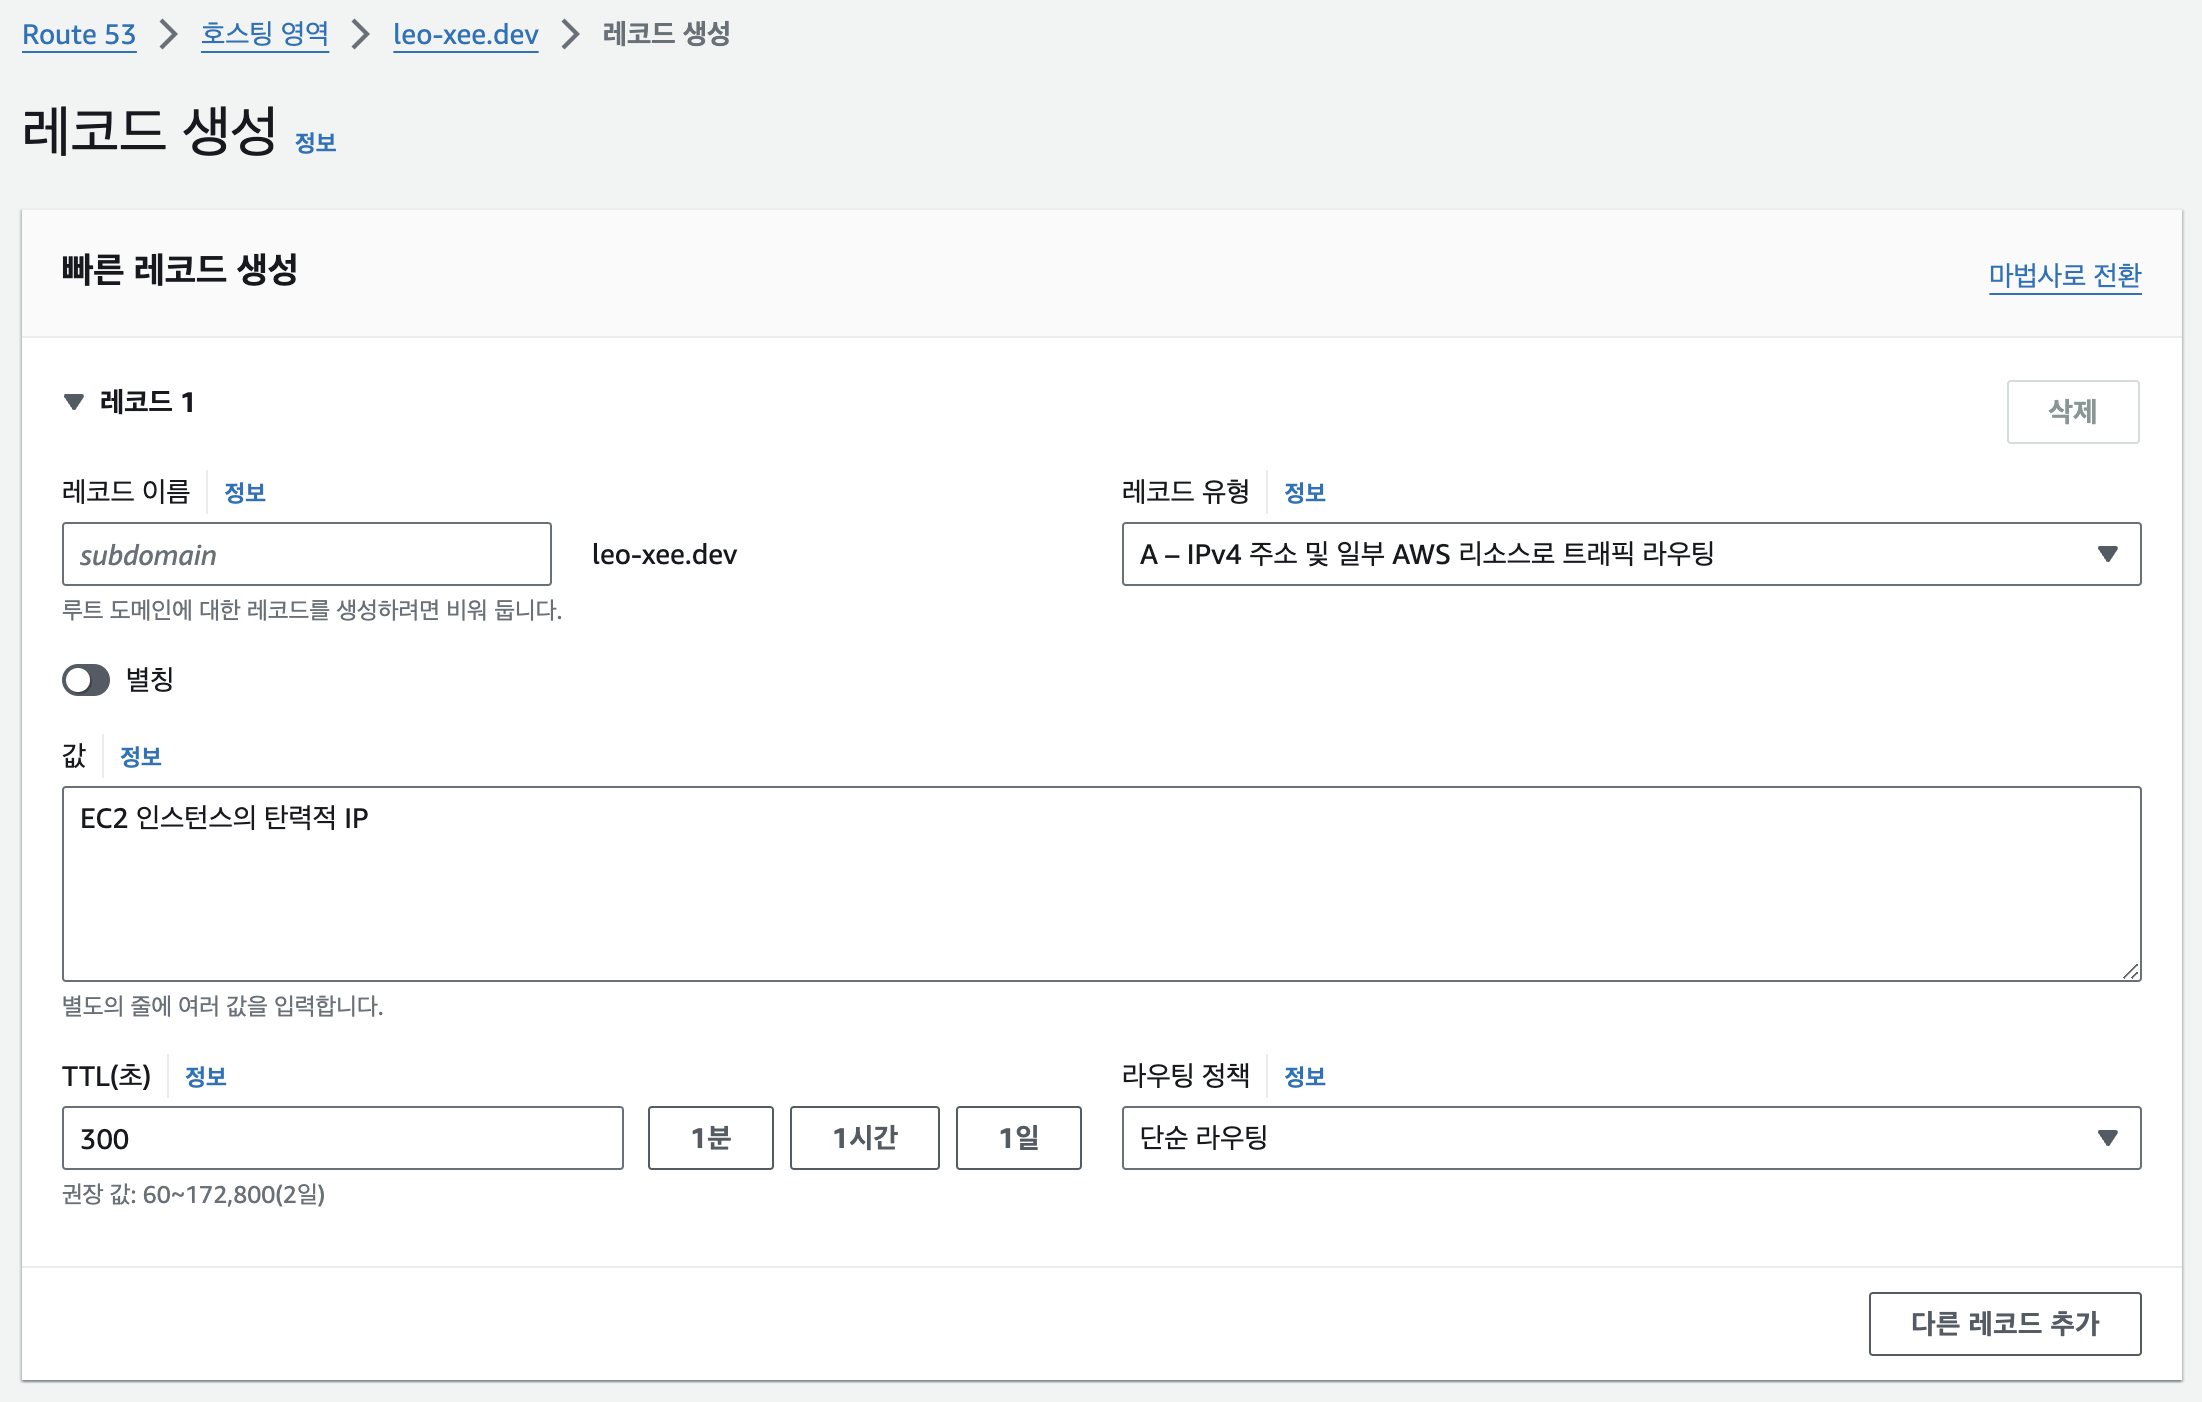 Route 53 > 호스팅 영역 > leo-xee.dev > 레코드 생성
레코드 생성 정보
빠른 레코드 생성
마법사로 전환
▼ 레코드 1
삭제
레코드 이름 정보
subdomain
leo-xee.dev
루트 도메인에 대한 레코드를 생성하려면 비워 둡니다.
레코드 유형 정보
A – IPv4 주소 및 일부 AWS 리소스로 트래픽 라우팅
별칭
값 정보
EC2 인스턴스의 탄력적 IP
별도의 줄에 여러 값을 입력합니다.
TTL(초) 정보
300
1분
1시간
1일
권장 값: 60~172,800(2일)
라우팅 정책 정보
단순 라우팅
다른 레코드 추가